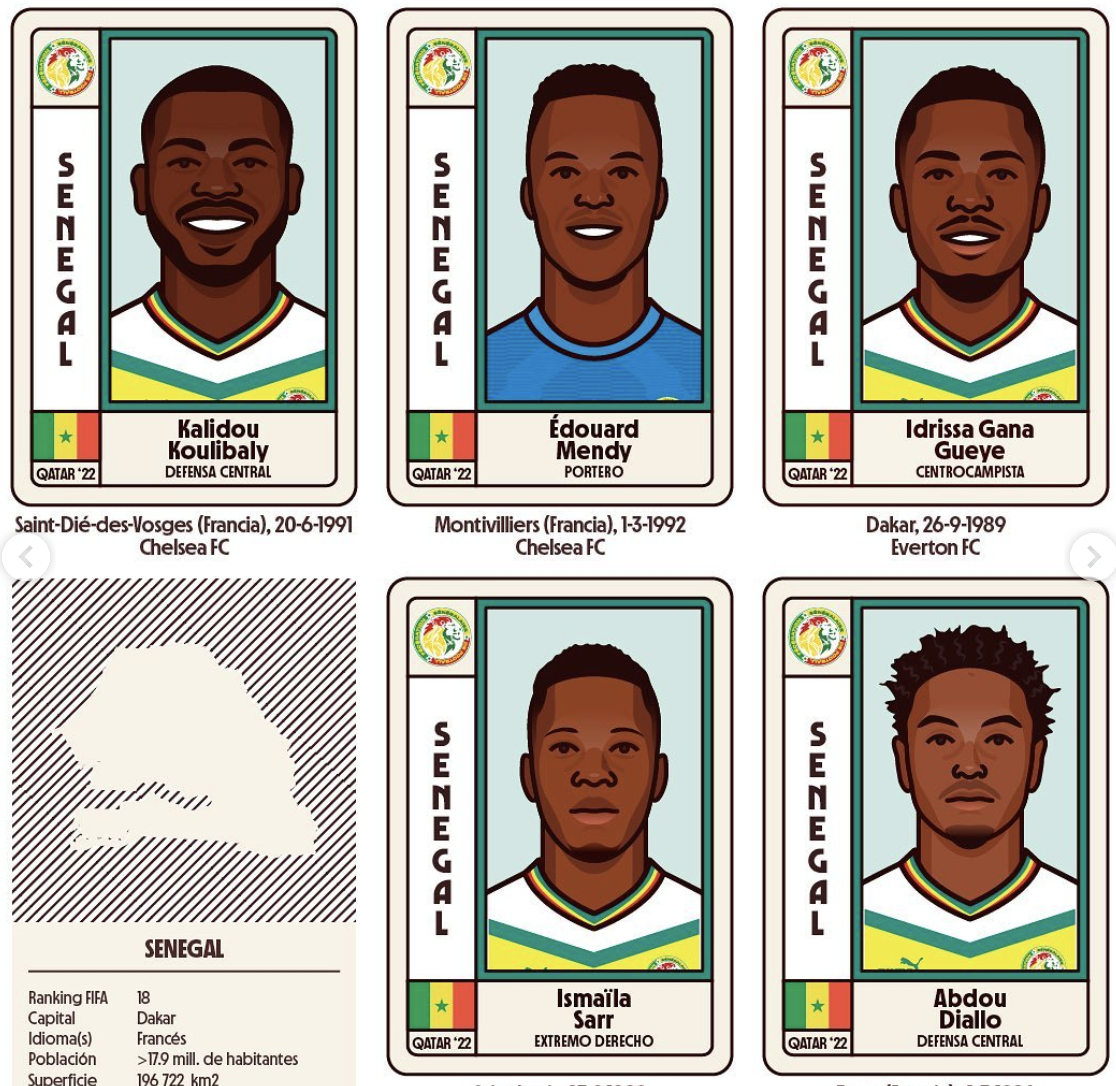 SENEGAL
Kalidou
Koulibaly
DEFENSA CENTRAL
QATAR ‘22
Saint-Dié-des-Vosges (Francia), 20-6-1991
Chelsea FC
SENEGAL
Édouard
Mendy
PORTERO
QATAR ‘22
Montivilliers (Francia), 1-3-1992
Chelsea FC
SENEGAL
Idrissa Gana
Gueye
CENTROCAMPISTA
QATAR ‘22
Dakar, 26-9-1989
Everton FC
SENEGAL
Ranking FIFA 18
Capital Dakar
Idioma(s) Francés
Población >17.9 mill. de habitantes
Superficie 196 722 km2
SENEGAL
Ismaïla
Sarr
EXTREMO DERECHO
QATAR ‘22
SENEGAL
Abdou
Diallo
DEFENSA CENTRAL
QATAR ‘22